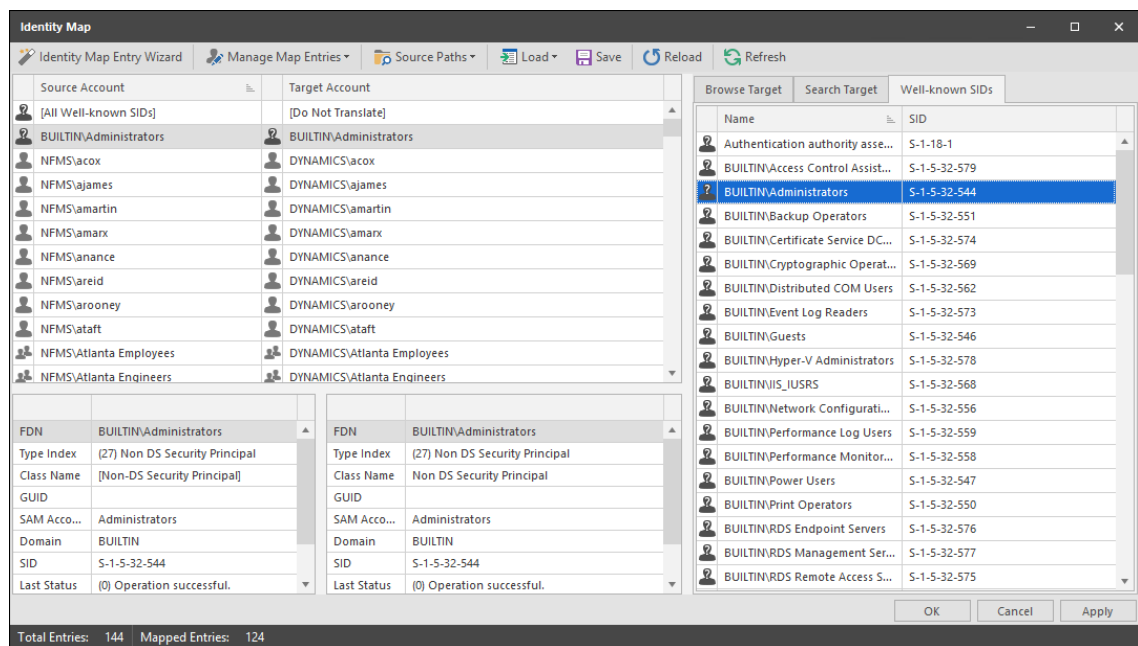 Identity Map
Identity Map Entry Wizard Manage Map Entries Source Paths Load Save Reload Refresh
Source Account Target Account
[All Well-known SIDs] [Do Not Translate]
BUILTIN\Administrators BUILTIN\Administrators
NFMS\acox DYNAMICS\acox
NFMS\ajames DYNAMICS\ajames
NFMS\amartin DYNAMICS\amartin
NFMS\amarx DYNAMICS\amarx
NFMS\anance DYNAMICS\anance
NFMS\areid DYNAMICS\areid
NFMS\arooney DYNAMICS\arooney
NFMS\ataft DYNAMICS\ataft
NFMS\Atlanta Employees DYNAMICS\Atlanta Employees
NFMS\Atlanta Engineers DYNAMICS\Atlanta Engineers
FDN BUILTIN\Administrators
Type Index (27) Non DS Security Principal
Class Name [Non-DS Security Principal]
GUID
SAM Acco... Administrators
Domain BUILTIN
SID S-1-5-32-544
Last Status (0) Operation successful.
FDN BUILTIN\Administrators
Type Index (27) Non DS Security Principal
Class Name Non DS Security Principal
GUID
SAM Acco... Administrators
Domain BUILTIN
SID S-1-5-32-544
Last Status (0) Operation successful.
Browse Target Search Target Well-known SIDs
Name SID
Authentication authority asse... S-1-18-1
BUILTIN\Access Control Assist... S-1-5-32-579
BUILTIN\Administrators S-1-5-32-544
BUILTIN\Backup Operators S-1-5-32-551
BUILTIN\Certificate Service DC... S-1-5-32-574
BUILTIN\Cryptographic Operat... S-1-5-32-569
BUILTIN\Distributed COM Users S-1-5-32-562
BUILTIN\Event Log Readers S-1-5-32-573
BUILTIN\Guests S-1-5-32-546
BUILTIN\Hyper-V Administrators S-1-5-32-578
BUILTIN\IIS_IUSRS S-1-5-32-568
BUILTIN\Network Configurati... S-1-5-32-556
BUILTIN\Performance Log Users S-1-5-32-559
BUILTIN\Performance Monitor... S-1-5-32-558
BUILTIN\Power Users S-1-5-32-547
BUILTIN\Print Operators S-1-5-32-550
BUILTIN\RDS Endpoint Servers S-1-5-32-576
BUILTIN\RDS Management Ser... S-1-5-32-577
BUILTIN\RDS Remote Access S... S-1-5-32-575
OK Cancel Apply
Total Entries: 144 Mapped Entries: 124